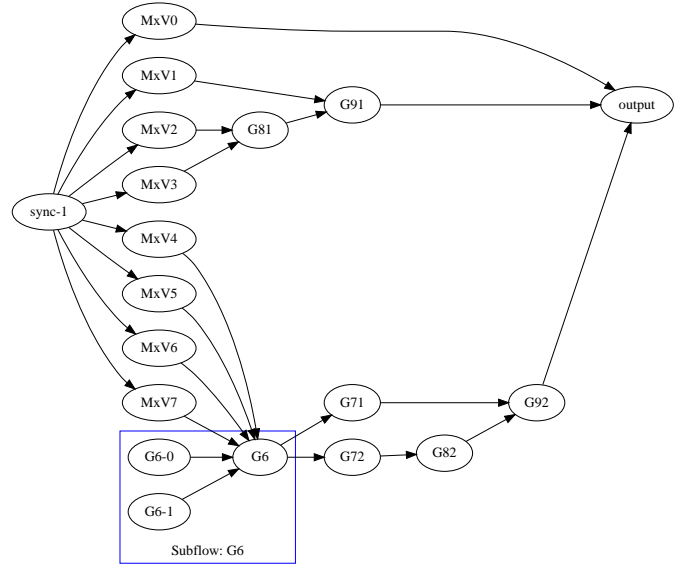 MxV0
MxV1
output
G91
MxV2
G81
MxV3
sync-1
MxV4
MxV5
MxV6
MxV7
G71
G92
G6-0
G6
G72
G82
G6-1
Subflow: G6